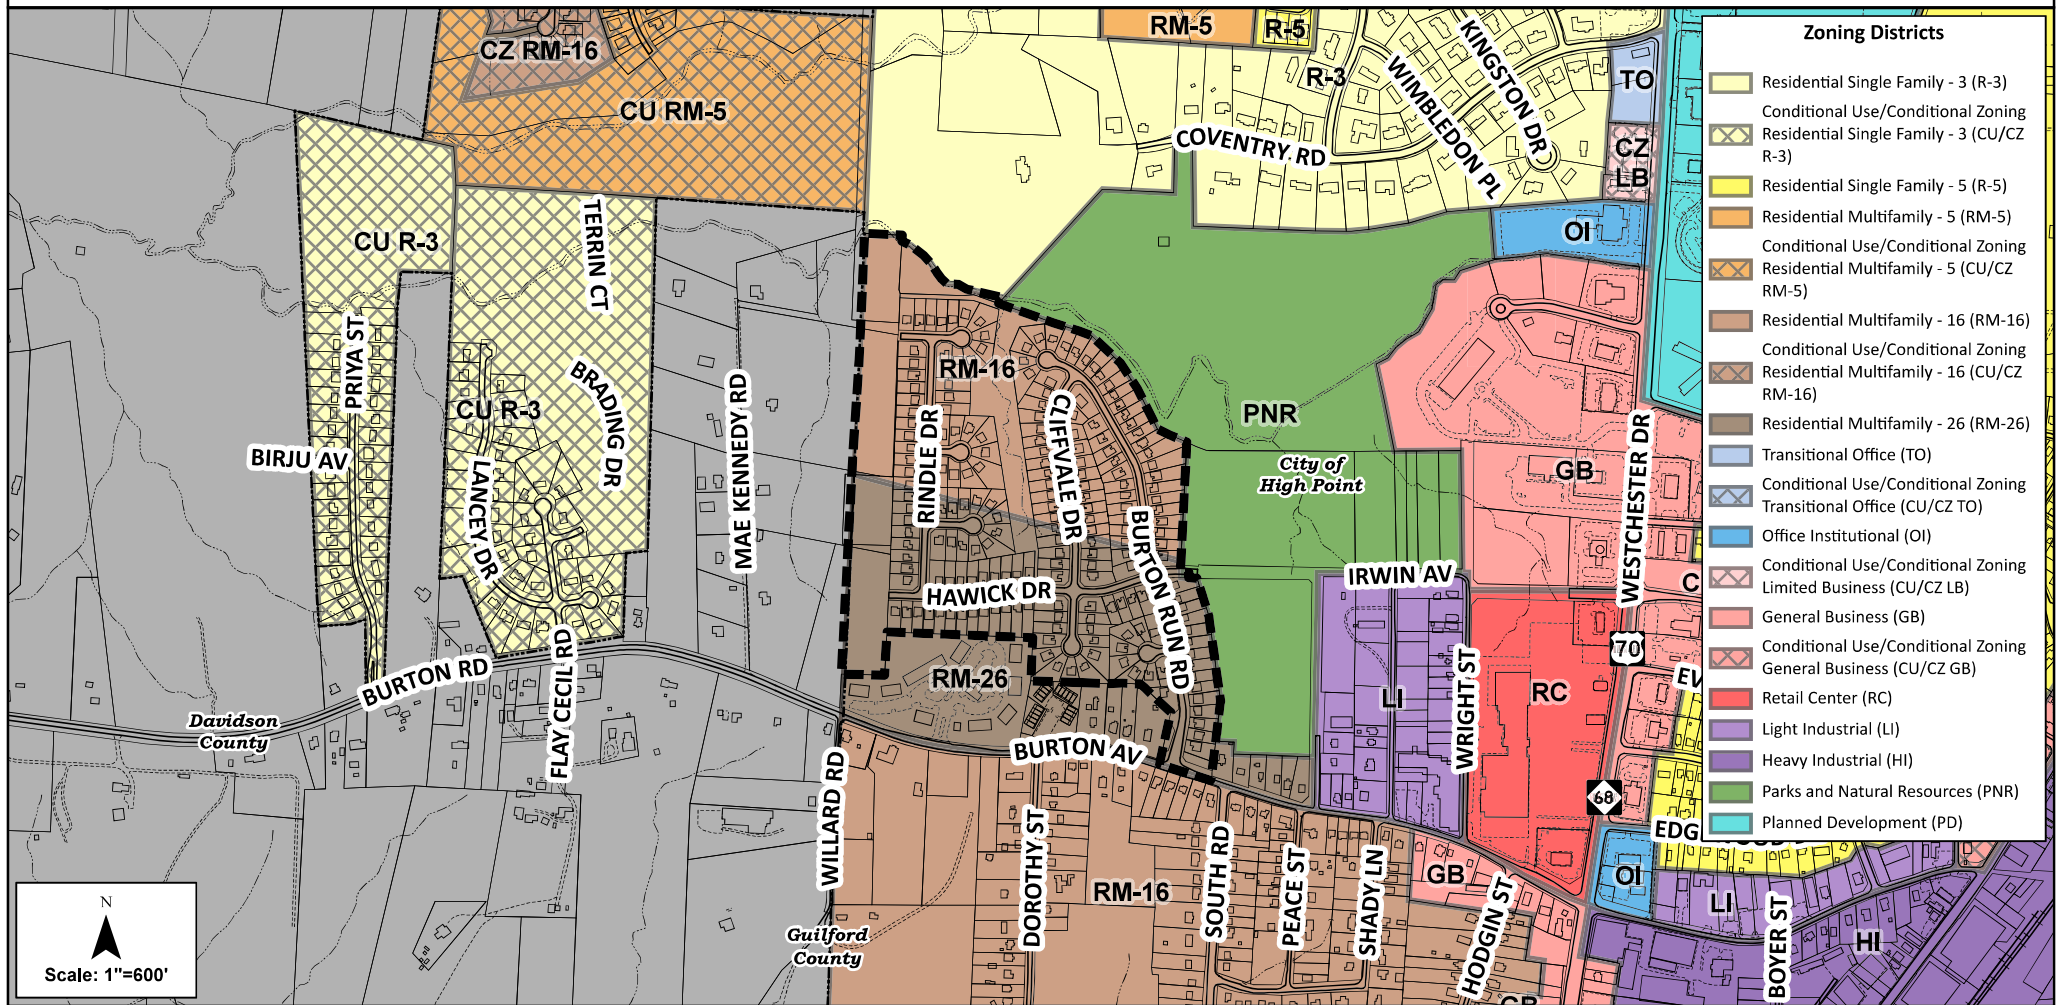 CZ RM-16
CU RM-5
RM-5
R-5
R-3
KINGSTON DR
WIMBLEDON PL
COVENTRY RD
TO
CZ
LB
OI
CU R-3
TERRIN CT
PRIYA ST
BIRJU AV
CU R-3
BRADING DR
LANCEY DR
MAE KENNEDY RD
RM-16
RINDLE DR
CLIFFVALE DR
BURTON RUN RD
HAWICK DR
RM-26
PNR
City of
High Point
GB
WESTCHESTER DR
IRWIN AV
C
70
LI
WRIGHT ST
RC
EV
68
BURTON RD
FLAY CECIL RD
Davidson
County
BURTON AV
WILLARD RD
DOROTHY ST
RM-16
SOUTH RD
PEACE ST
SHADY LN
GB
HODGIN ST
OI
LI
BOYER ST
HI
Guilford
County
GB
N
Scale: 1"=600'
Zoning Districts
Residential Single Family - 3 (R-3)
Conditional Use/Conditional Zoning
Residential Single Family - 3 (CU/CZ
R-3)
Residential Single Family - 5 (R-5)
Residential Multifamily - 5 (RM-5)
Conditional Use/Conditional Zoning
Residential Multifamily - 5 (CU/CZ
RM-5)
Residential Multifamily - 16 (RM-16)
Conditional Use/Conditional Zoning
Residential Multifamily - 16 (CU/CZ
RM-16)
Residential Multifamily - 26 (RM-26)
Transitional Office (TO)
Conditional Use/Conditional Zoning
Transitional Office (CU/CZ TO)
Office Institutional (OI)
Conditional Use/Conditional Zoning
Limited Business (CU/CZ LB)
General Business (GB)
Conditional Use/Conditional Zoning
General Business (CU/CZ GB)
Retail Center (RC)
Light Industrial (LI)
Heavy Industrial (HI)
Parks and Natural Resources (PNR)
Planned Development (PD)